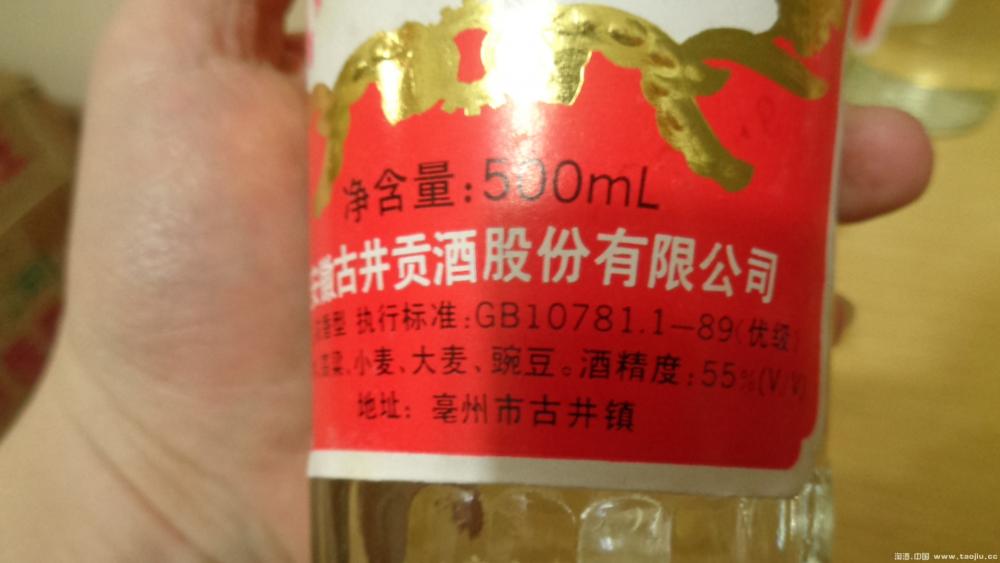 净含量:500mL
安徽古井贡酒股份有限公司
香型 执行标准:GB10781.1-89(优级)
高粱、小麦、大麦、豌豆。酒精度:55%(V/V)
地址: 亳州市古井镇
淘酒.中国 www.taojiu.cc